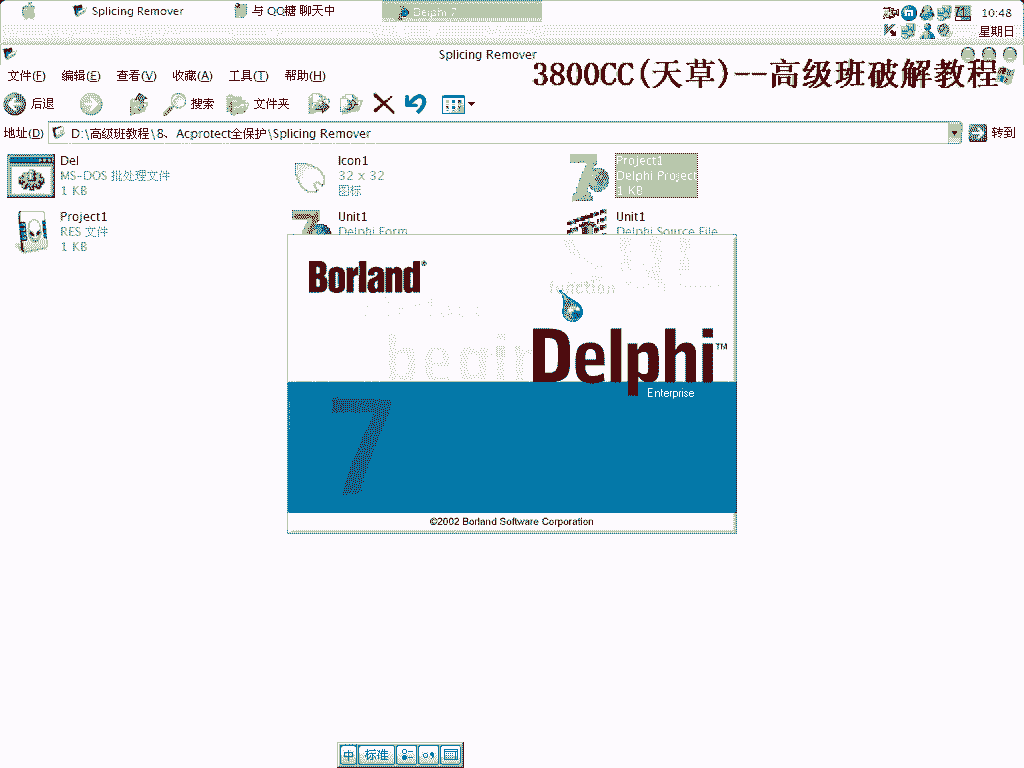 Splicing Remover
与 QQ糖 聊天中
Delphi 7
10:48
星期日
Splicing Remover
文件(F) 编辑(E) 查看(V) 收藏(A) 工具(T) 帮助(H)
3800CC(天草)--高级班破解教程
后退 搜索 文件夹
地址(D) D:\高级班教程\8、Acprotect全保护\Splicing Remover 转到
Del
MS-DOS 批处理文件
1 KB
Icon1
32 x 32
图标
Project1
Delphi Project
1 KB
Project1
RES 文件
1 KB
Unit1
Delphi Form
Unit1
Delphi Source File
Borland®
function
begin
Delphi™
Enterprise
7
©2002 Borland Software Corporation
中 标准